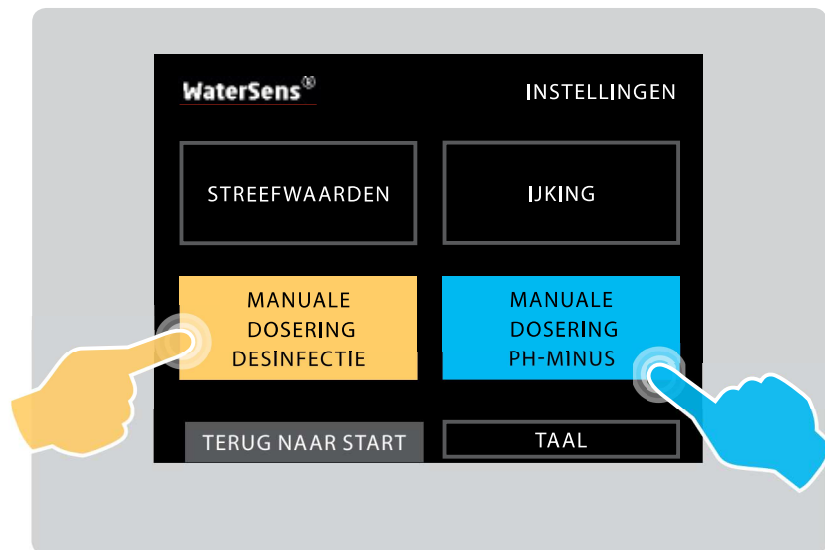 WaterSens®
INSTELLINGEN
STREEFWAARDEN
IJKING
MANUALE
DOSERING
DESINFECTIE
MANUALE
DOSERING
PH-MINUS
TERUG NAAR START
TAAL